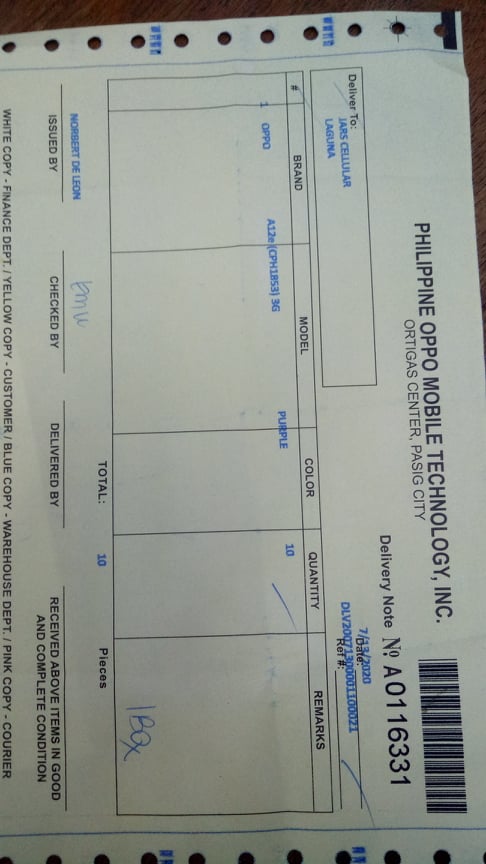 PHILIPPINE OPPO MOBILE TECHNOLOGY, INC.
ORTIGAS CENTER, PASIG CITY
Delivery Note № A0116331
Deliver To:
JARS CELLULAR
LAGUNA
Date: 7/13/2020
Ref #: DLV20071300001100021
# BRAND MODEL COLOR QUANTITY REMARKS
1 OPPO A12e (CPH1853) 3G PURPLE 10
1BOx
TOTAL: 10 Pieces
NORBERT DE LEON
ISSUED BY CHECKED BY DELIVERED BY RECEIVED ABOVE ITEMS IN GOOD
AND COMPLETE CONDITION
WHITE COPY - FINANCE DEPT. / YELLOW COPY - CUSTOMER / BLUE COPY - WAREHOUSE DEPT. / PINK COPY - COURIER